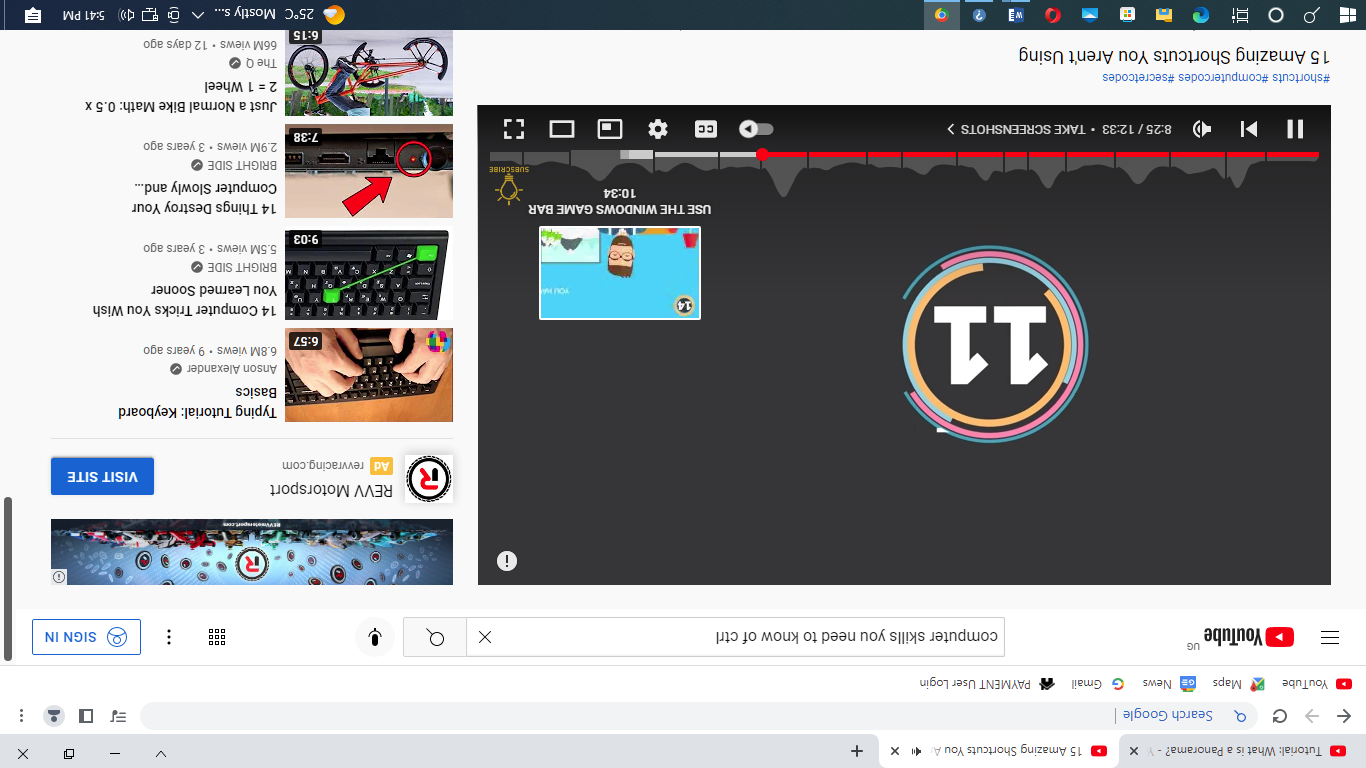 Tutorial: What is a Panorama? - Y
15 Amazing Shortcuts You Ar
Search Google
YouTube
Maps
News
Gmail
PAYMENT User Login
YouTube
UG
computer skills you need to know of ctrl
SIGN IN
11
14
USE THE WINDOWS GAME BAR
10:34
SUBSCRIBE
8:25 / 12:33 • TAKE SCREENSHOTS
CC
#shortcuts #computercodes #secretcodes
15 Amazing Shortcuts You Aren't Using
REVVmotorsport.com
R
R
REVV Motorsport
Ad revvracing.com
VISIT SITE
6:57
Typing Tutorial: Keyboard
Basics
Anson Alexander
6.8M views • 9 years ago
9:03
14 Computer Tricks You Wish
You Learned Sooner
BRIGHT SIDE
5.5M views • 3 years ago
7:38
14 Things Destroy Your
Computer Slowly and...
BRIGHT SIDE
2.9M views • 3 years ago
6:15
Just a Normal Bike Math: 0.5 x
2 = 1 Wheel
The Q
66M views • 12 days ago
25°C Mostly s...
5:41 PM